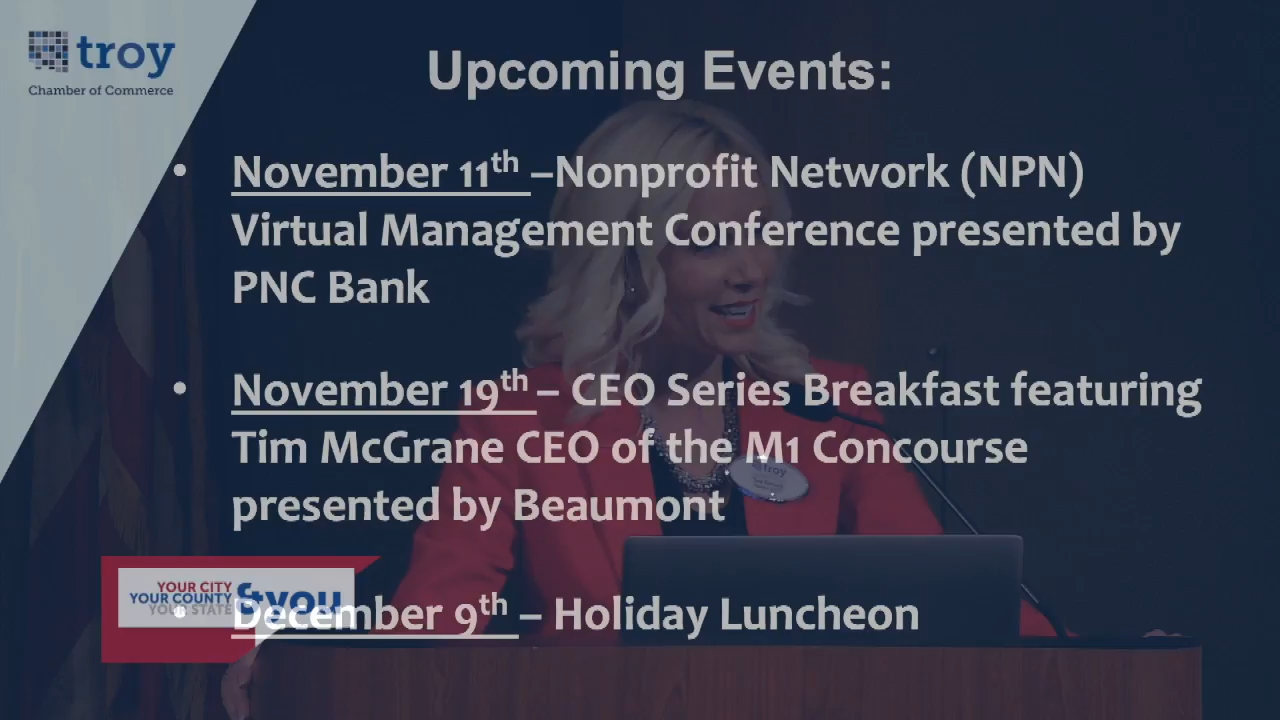 troy
Chamber of Commerce
Upcoming Events:
• November 11th –Nonprofit Network (NPN)
Virtual Management Conference presented by
PNC Bank
• November 19th – CEO Series Breakfast featuring
Tim McGrane CEO of the M1 Concourse
presented by Beaumont
troy
YOUR CITY
YOUR COUNTY
YOUR STATE
&you
• December 9th – Holiday Luncheon